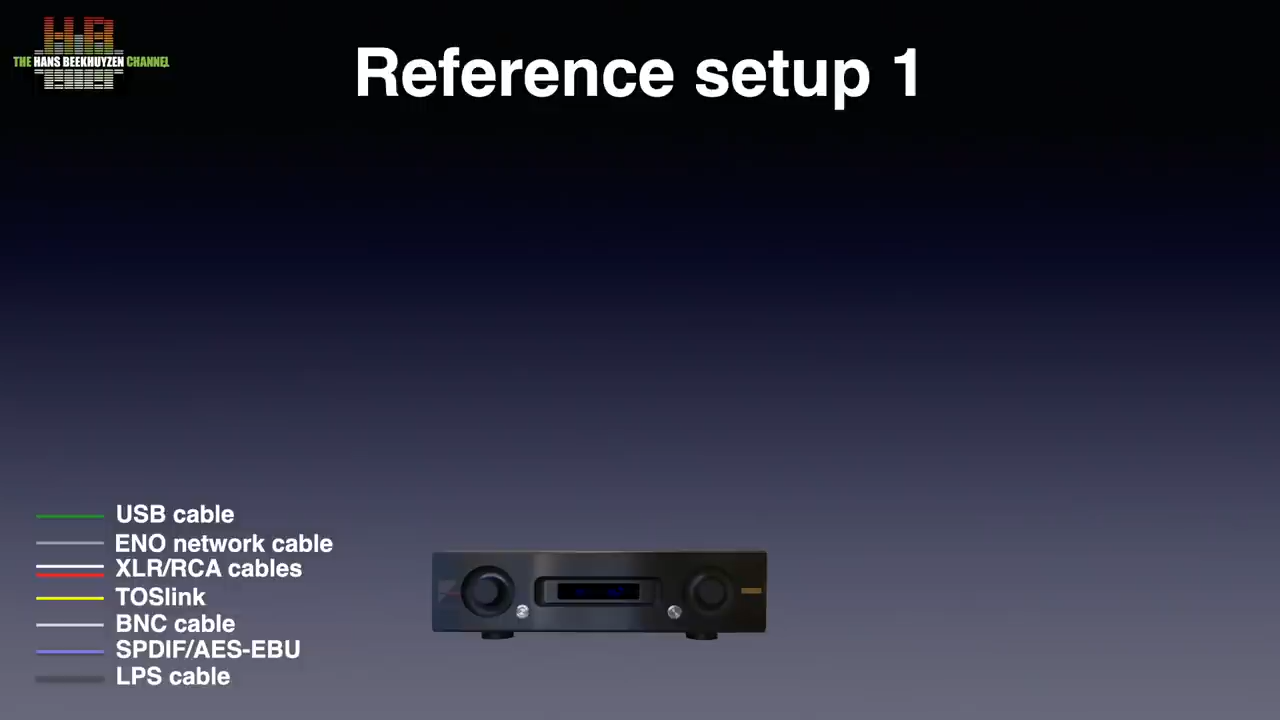 THE HANS BEEKHUYZEN CHANNEL
Reference setup 1
USB cable
ENO network cable
XLR/RCA cables
TOSlink
BNC cable
SPDIF/AES-EBU
LPS cable